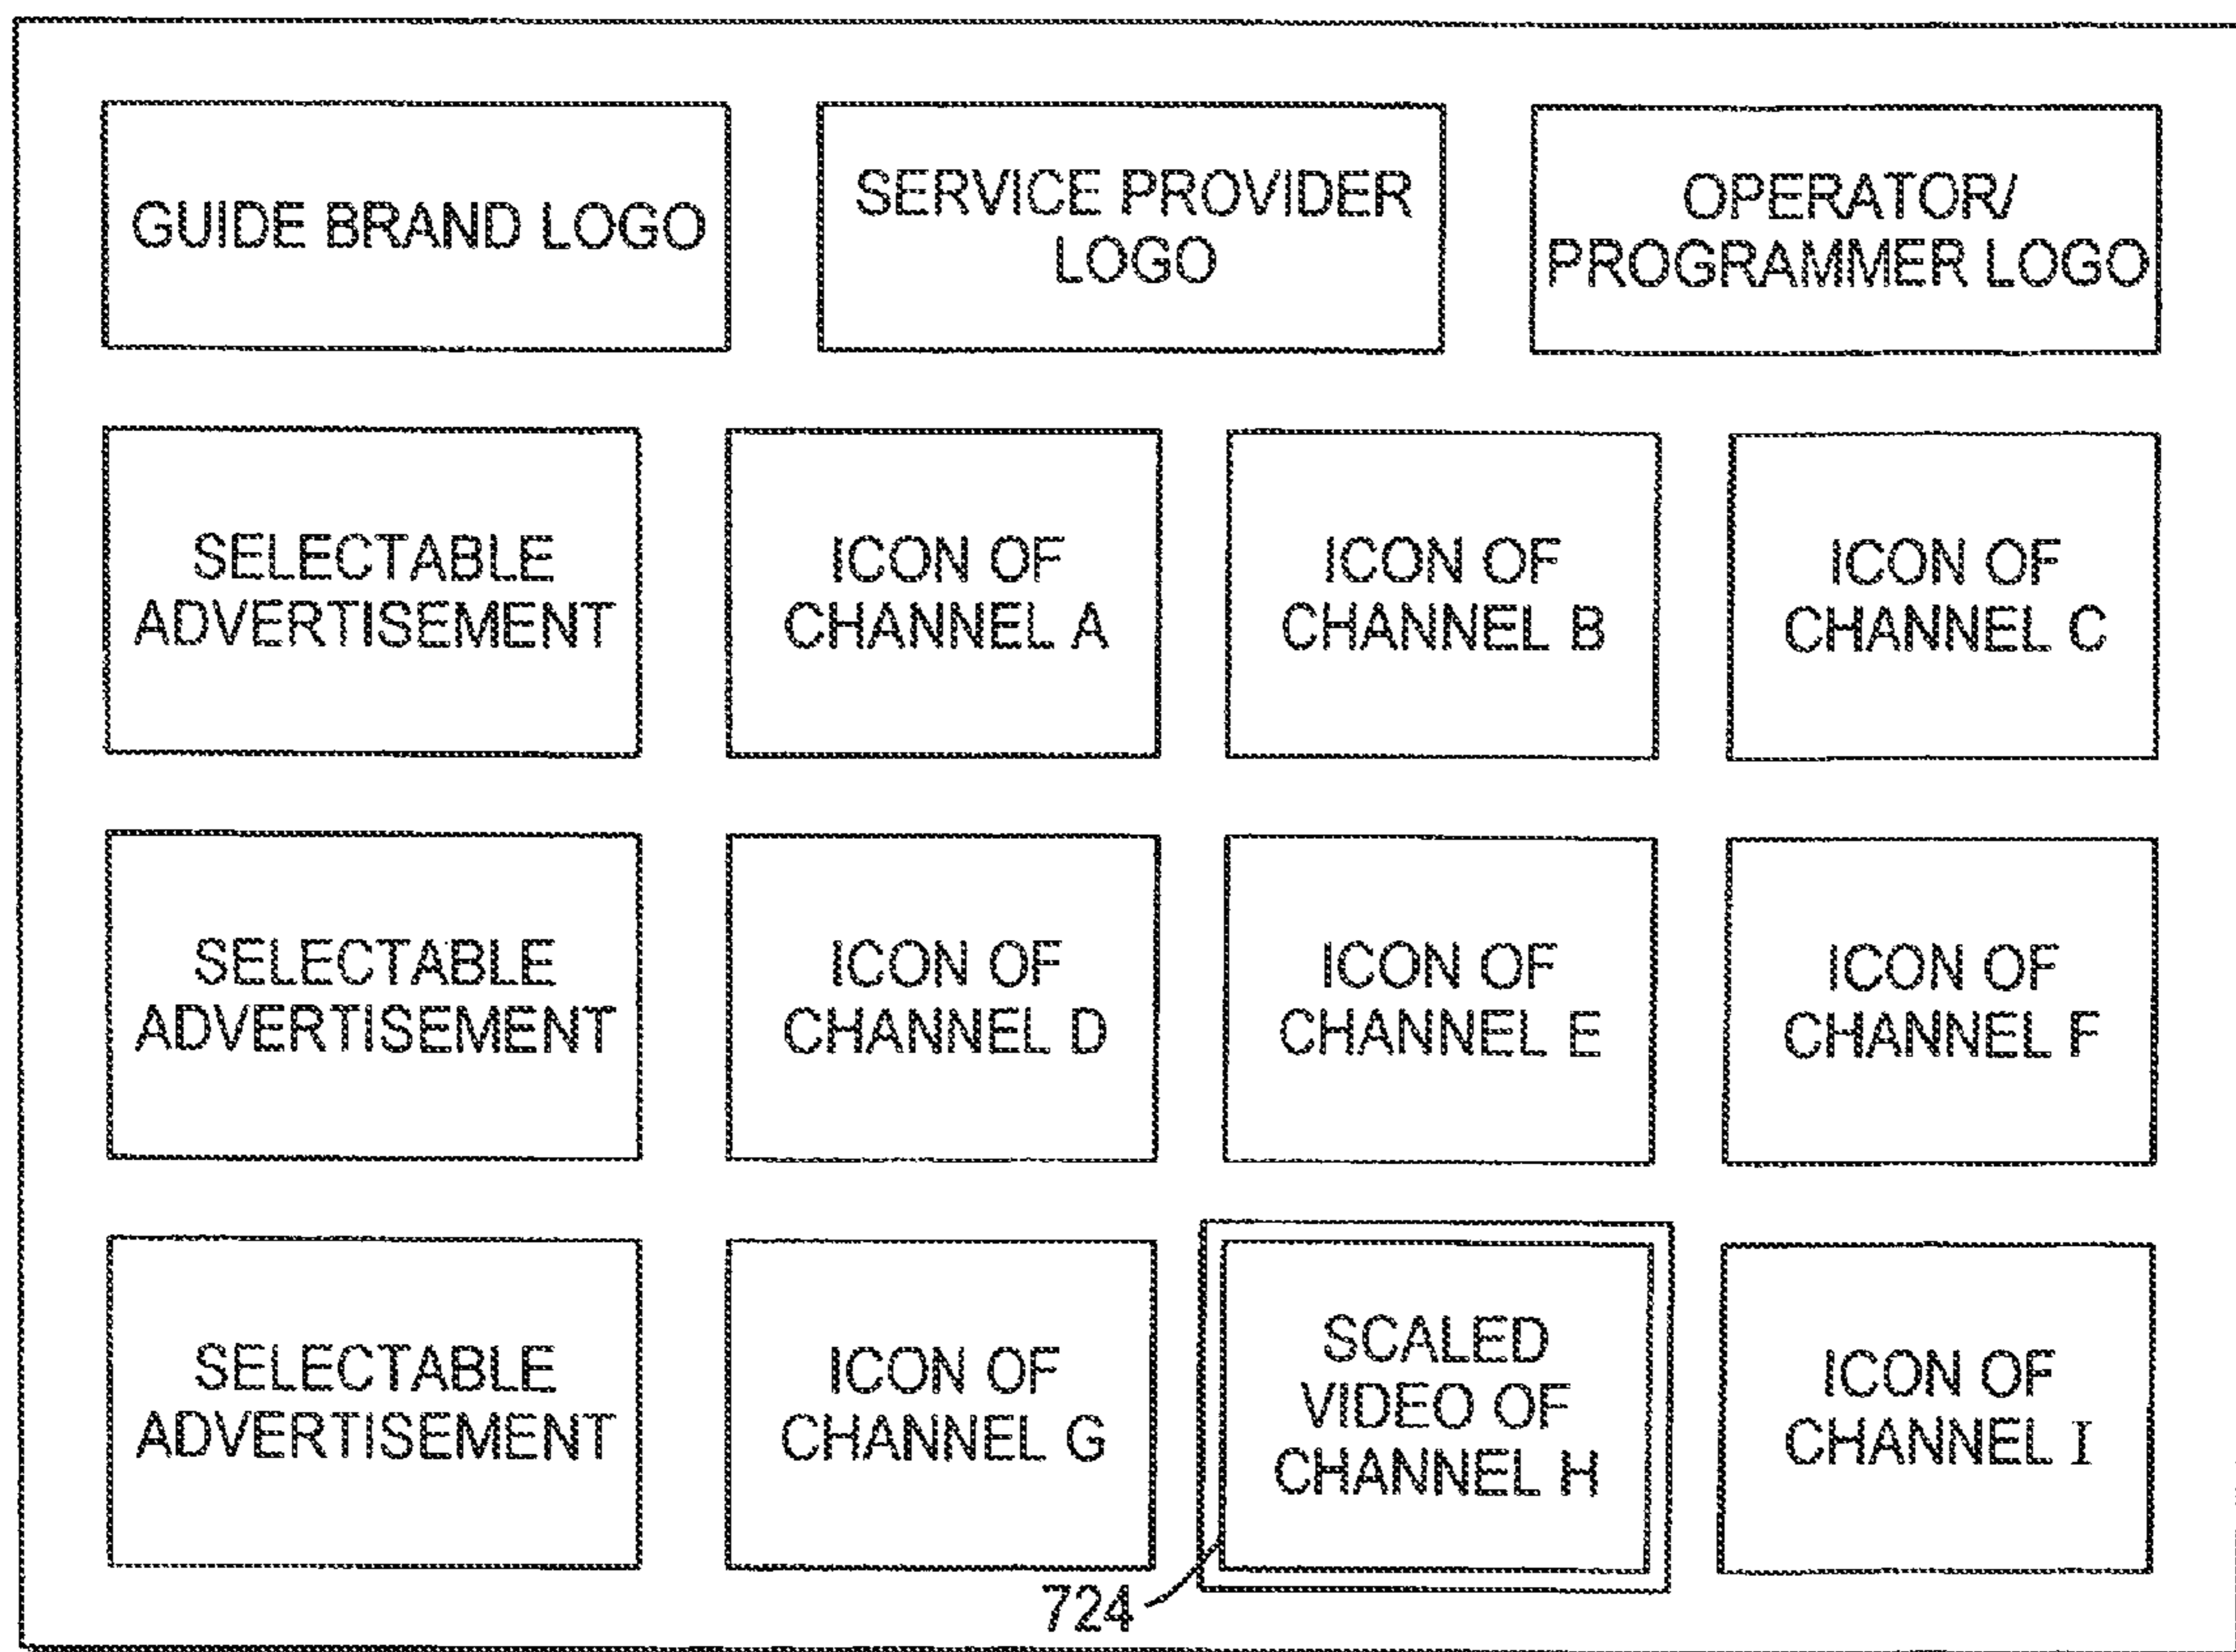 GUIDE BRAND LOGO
SERVICE PROVIDER
LOGO
OPERATOR/
PROGRAMMER LOGO
SELECTABLE
ADVERTISEMENT
ICON OF
CHANNEL A
ICON OF
CHANNEL B
ICON OF
CHANNEL C
SELECTABLE
ADVERTISEMENT
ICON OF
CHANNEL D
ICON OF
CHANNEL E
ICON OF
CHANNEL F
SELECTABLE
ADVERTISEMENT
ICON OF
CHANNEL G
SCALED
VIDEO OF
CHANNEL H
ICON OF
CHANNEL I
724